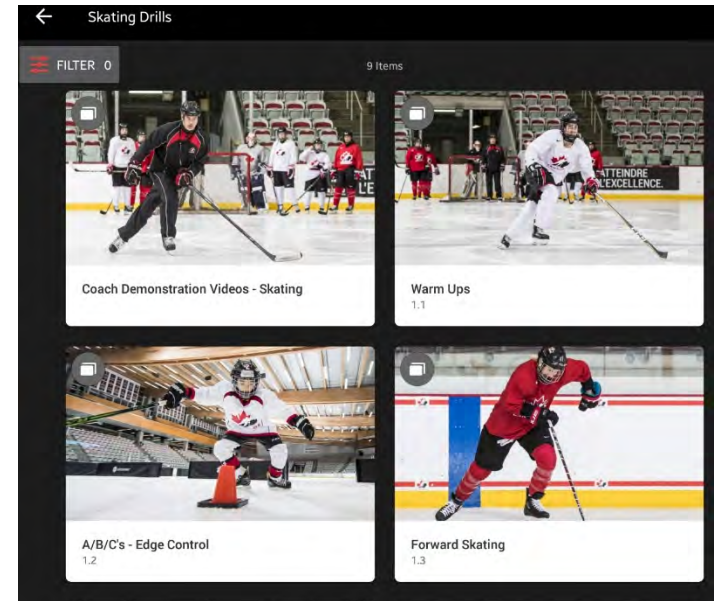 Skating Drills
FILTER 0
9 Items
ATTEINDRE
L'EXCELLENCE.
Coach Demonstration Videos - Skating
Warm Ups
1.1
A/B/C's - Edge Control
1.2
Forward Skating
1.3